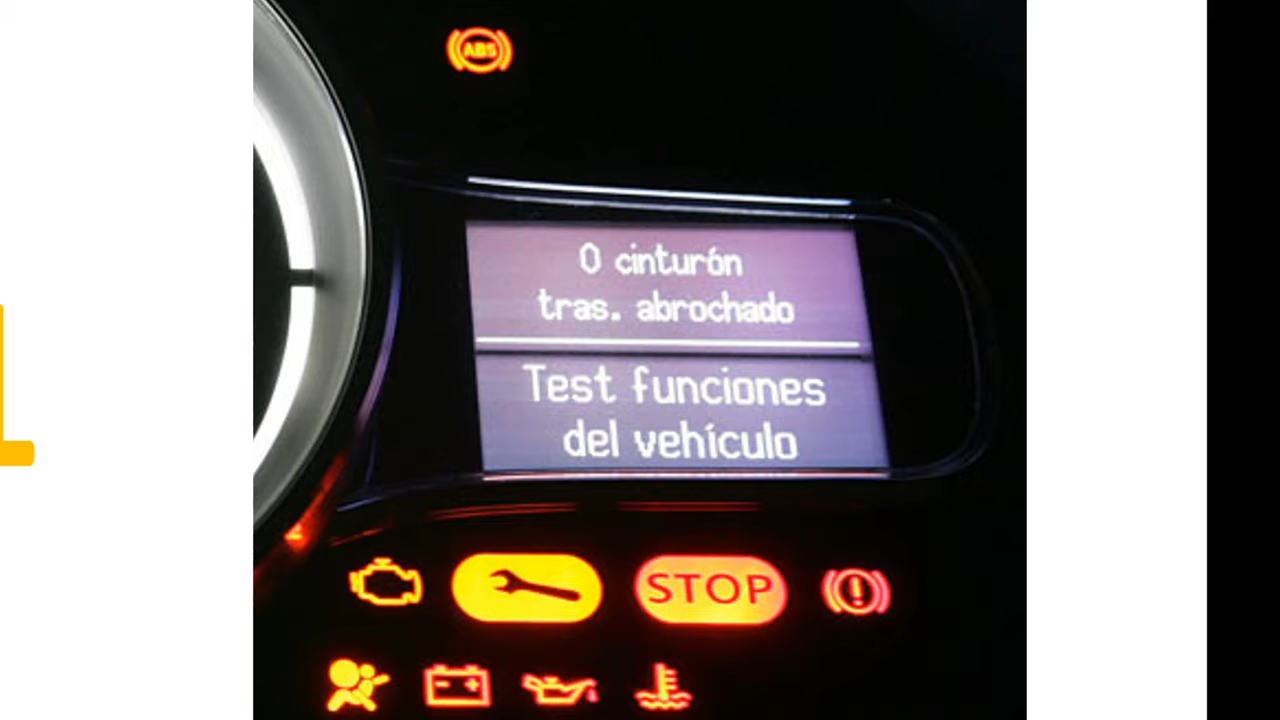 ABS
0 cinturón
tras. abrochado
Test funciones
del vehículo
STOP